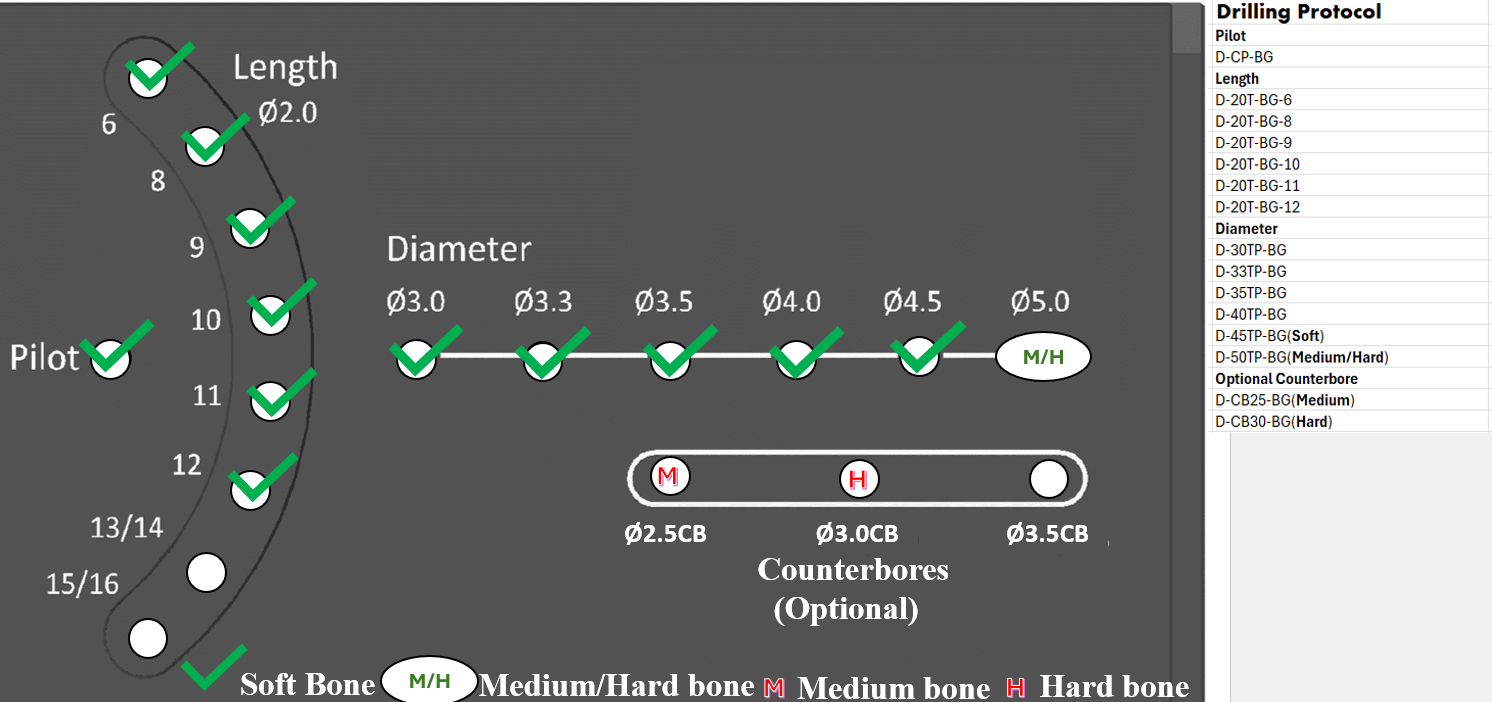 Length
Ø2.0
6
8
9
10
Pilot
11
12
13/14
15/16
Diameter
Ø3.0 Ø3.3 Ø3.5 Ø4.0 Ø4.5 Ø5.0
M/H
M H
Ø2.5CB Ø3.0CB Ø3.5CB
Counterbores
(Optional)
Soft Bone M/H Medium/Hard bone M Medium bone H Hard bone
Drilling Protocol
Pilot
D-CP-BG
Length
D-20T-BG-6
D-20T-BG-8
D-20T-BG-9
D-20T-BG-10
D-20T-BG-11
D-20T-BG-12
Diameter
D-30TP-BG
D-33TP-BG
D-35TP-BG
D-40TP-BG
D-45TP-BG(Soft)
D-50TP-BG(Medium/Hard)
Optional Counterbore
D-CB25-BG(Medium)
D-CB30-BG(Hard)